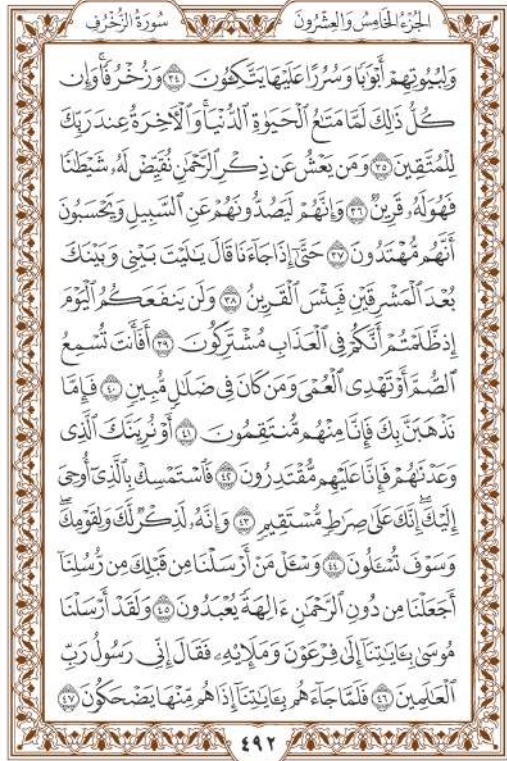 الجُزْءُ الخَامِسُ وَالعِشْرُونَ سُورَةُ الزُّخْرُفِ
وَلِبُيُوتِهِمْ أَبْوَٰبًا وَسُرُرًا عَلَيْهَا يَتَّكِـُٔونَ ٣٤ وَزُخْرُفًاۚ وَإِن
كُلُّ ذَٰلِكَ لَمَّا مَتَٰعُ ٱلْحَيَوٰةِ ٱلدُّنْيَاۚ وَٱلْـَٔاخِرَةُ عِندَ رَبِّكَ
لِلْمُتَّقِينَ ٣٥ وَمَن يَعْشُ عَن ذِكْرِ ٱلرَّحْمَٰنِ نُقَيِّضْ لَهُۥ شَيْطَٰنًا
فَهُوَ لَهُۥ قَرِينٌ ٣٦ وَإِنَّهُمْ لَيَصُدُّونَهُمْ عَنِ ٱلسَّبِيلِ وَيَحْسَبُونَ
أَنَّهُم مُّهْتَدُونَ ٣٧ حَتَّىٰٓ إِذَا جَآءَنَا قَالَ يَٰلَيْتَ بَيْنِى وَبَيْنَكَ
بُعْدَ ٱلْمَشْرِقَيْنِ فَبِئْسَ ٱلْقَرِينُ ٣٨ وَلَن يَنفَعَكُمُ ٱلْيَوْمَ
إِذ ظَّلَمْتُمْ أَنَّكُمْ فِى ٱلْعَذَابِ مُشْتَرِكُونَ ٣٩ أَفَأَنتَ تُسْمِعُ
ٱلصُّمَّ أَوْ تَهْدِى ٱلْعُمْىَ وَمَن كَانَ فِى ضَلَٰلٍ مُّبِينٍ ٤٠ فَإِمَّا
نَذْهَبَنَّ بِكَ فَإِنَّا مِنْهُم مُّنتَقِمُونَ ٤١ أَوْ نُرِيَنَّكَ ٱلَّذِى
وَعَدْنَٰهُمْ فَإِنَّا عَلَيْهِم مُّقْتَدِرُونَ ٤٢ فَٱسْتَمْسِكْ بِٱلَّذِىٓ أُوحِىَ
إِلَيْكَۖ إِنَّكَ عَلَىٰ صِرَٰطٍ مُّسْتَقِيمٍ ٤٣ وَإِنَّهُۥ لَذِكْرٌ لَّكَ وَلِقَوْمِكَۖ
وَسَوْفَ تُسْـَٔلُونَ ٤٤ وَسْـَٔلْ مَنْ أَرْسَلْنَا مِن قَبْلِكَ مِن رُّسُلِنَآ
أَجَعَلْنَا مِن دُونِ ٱلرَّحْمَٰنِ ءَالِهَةً يُعْبَدُونَ ٤٥ وَلَقَدْ أَرْسَلْنَا
مُوسَىٰ بِـَٔايَٰتِنَآ إِلَىٰ فِرْعَوْنَ وَمَلَإِي۟هِۦ فَقَالَ إِنِّى رَسُولُ رَبِّ
ٱلْعَٰلَمِينَ ٤٦ فَلَمَّا جَآءَهُم بِـَٔايَٰتِنَآ إِذَا هُم مِّنْهَا يَضْحَكُونَ ٤٧
٤٩٢